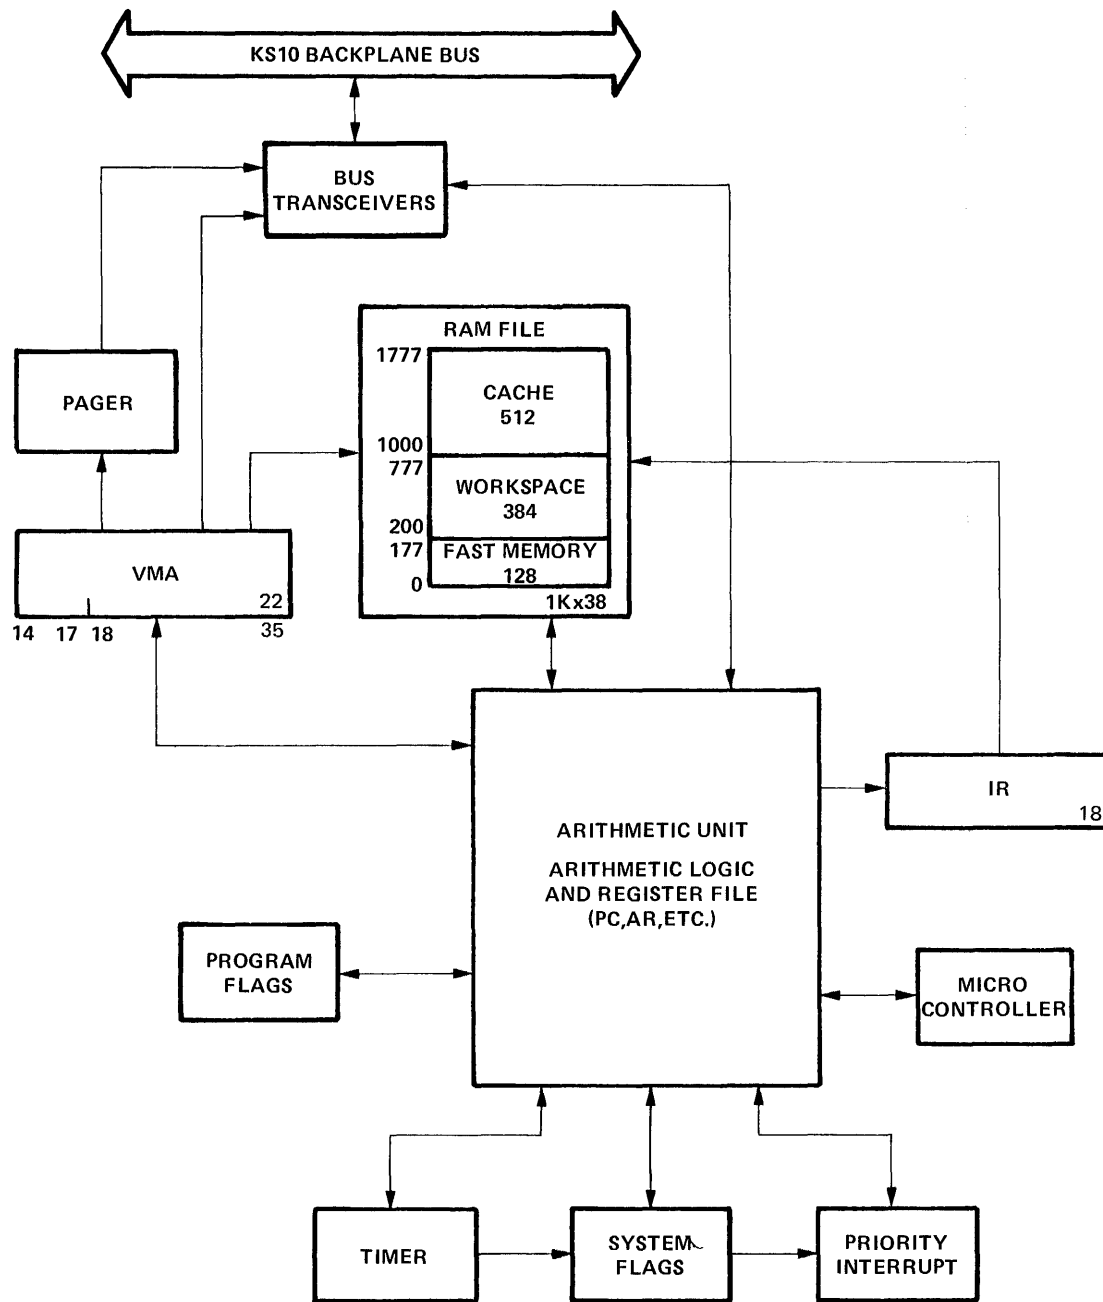 KS10 BACKPLANE BUS
BUS
TRANSCEIVERS
RAM FILE
1777
CACHE
512
1000
777
WORKSPACE
384
200
177
FAST MEMORY
128
0
1Kx38
PAGER
VMA
22
14 17 18 35
ARITHMETIC UNIT
ARITHMETIC LOGIC
AND REGISTER FILE
(PC,AR,ETC.)
IR
18
PROGRAM
FLAGS
MICRO
CONTROLLER
TIMER
SYSTEM
FLAGS
PRIORITY
INTERRUPT